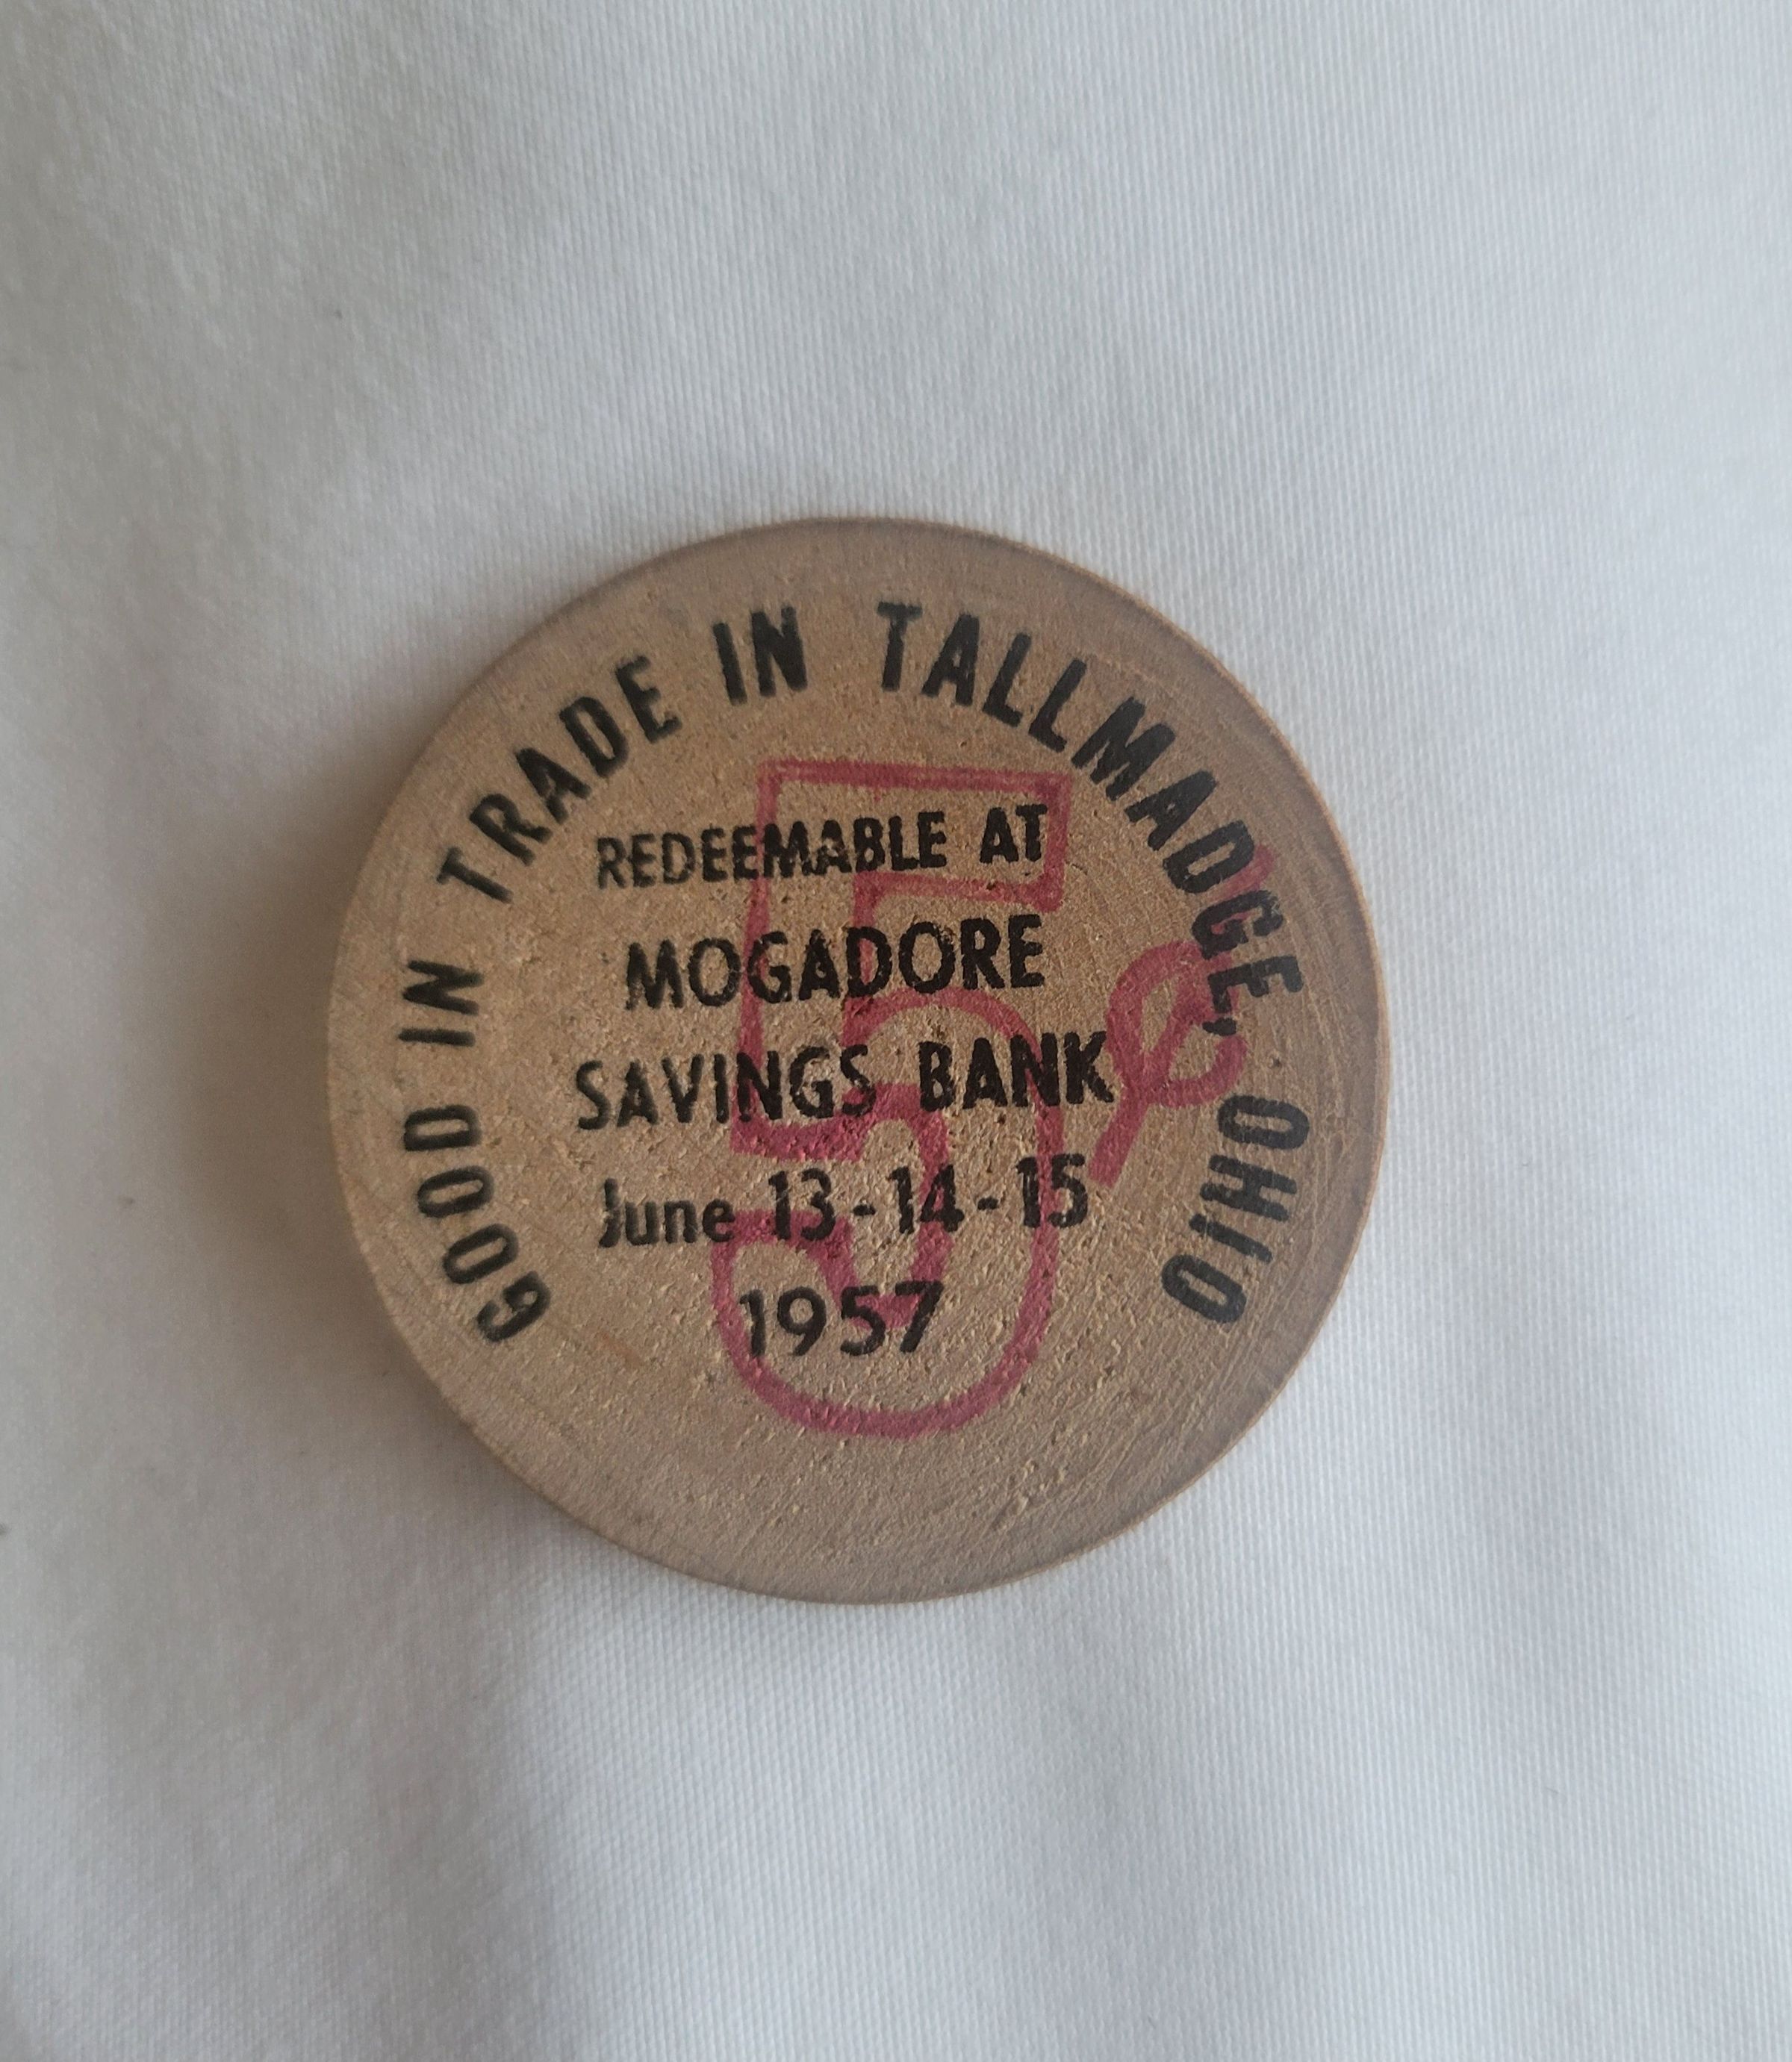 GOOD IN TRADE IN TALLMADGE, OHIO
REDEEMABLE AT
MOGADORE
SAVINGS BANK
June 13-14-15
1957
5¢